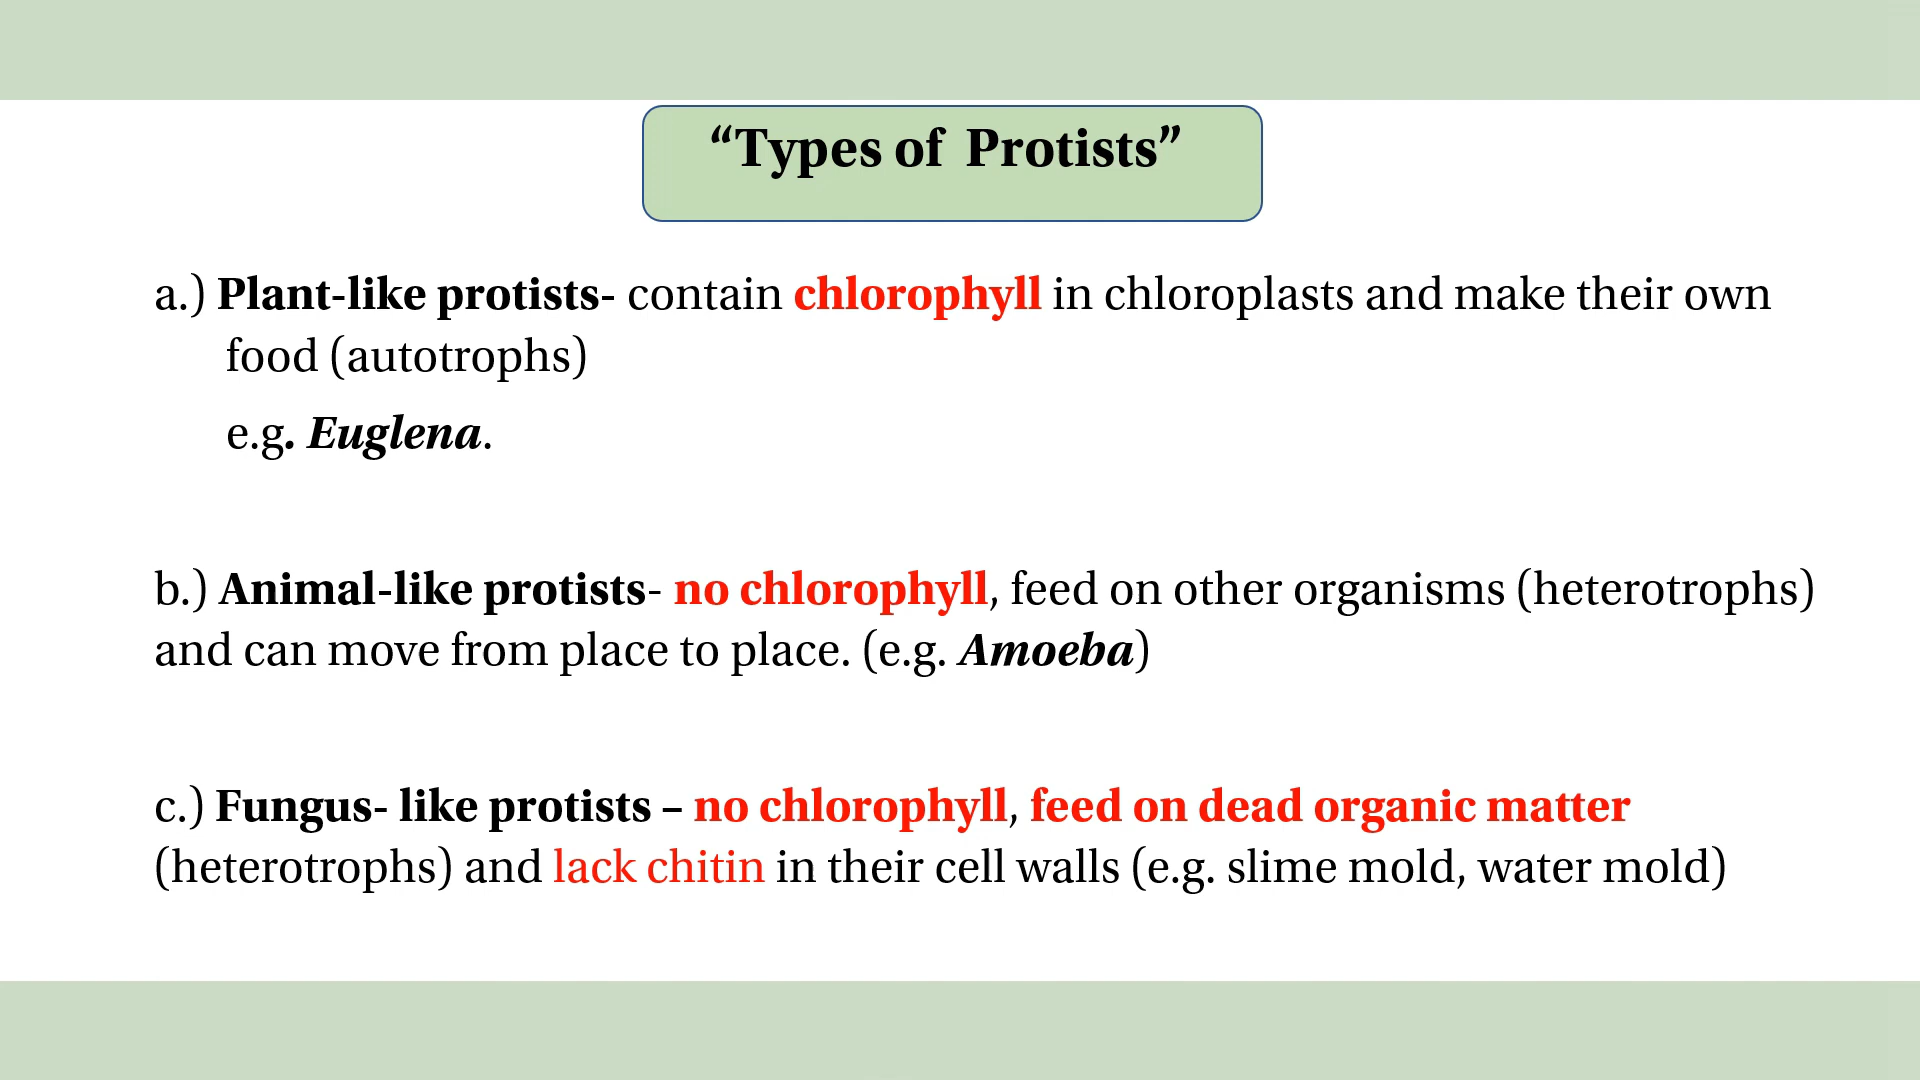 “Types of  Protists”
a.) Plant-like protists- contain chlorophyll in chloroplasts and make their own
food (autotrophs)
e.g. Euglena.
b.) Animal-like protists- no chlorophyll, feed on other organisms (heterotrophs)
and can move from place to place. (e.g. Amoeba)
c.) Fungus- like protists – no chlorophyll, feed on dead organic matter
(heterotrophs) and lack chitin in their cell walls (e.g. slime mold, water mold)